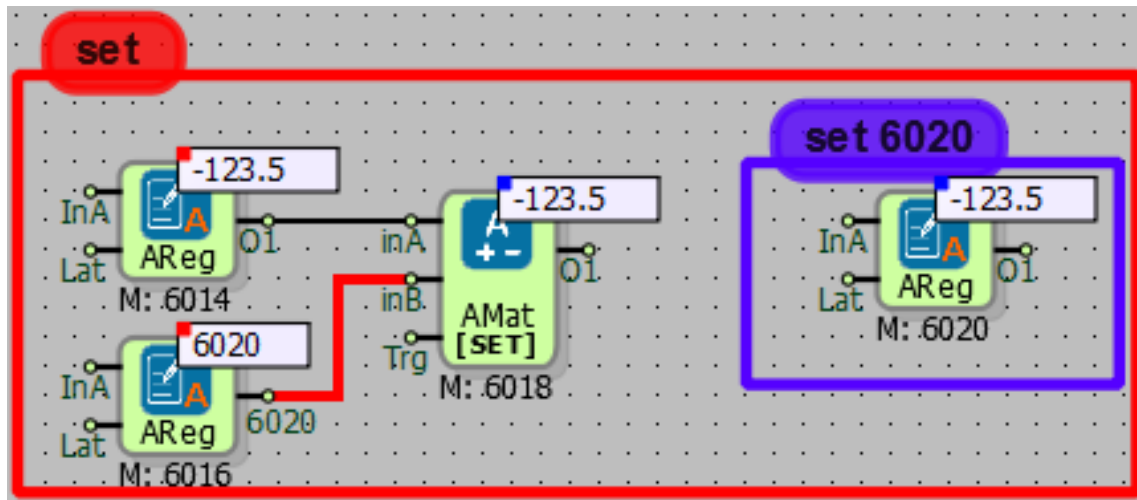 set
set 6020
-123.5
InA
A
O1
Lat
AReg
M: 6014
6020
InA
A
6020
Lat
AReg
M: 6016
-123.5
inA
A
+ -
O1
inB
AMat
Trg
[SET]
M: 6018
-123.5
InA
A
O1
Lat
AReg
M: 6020